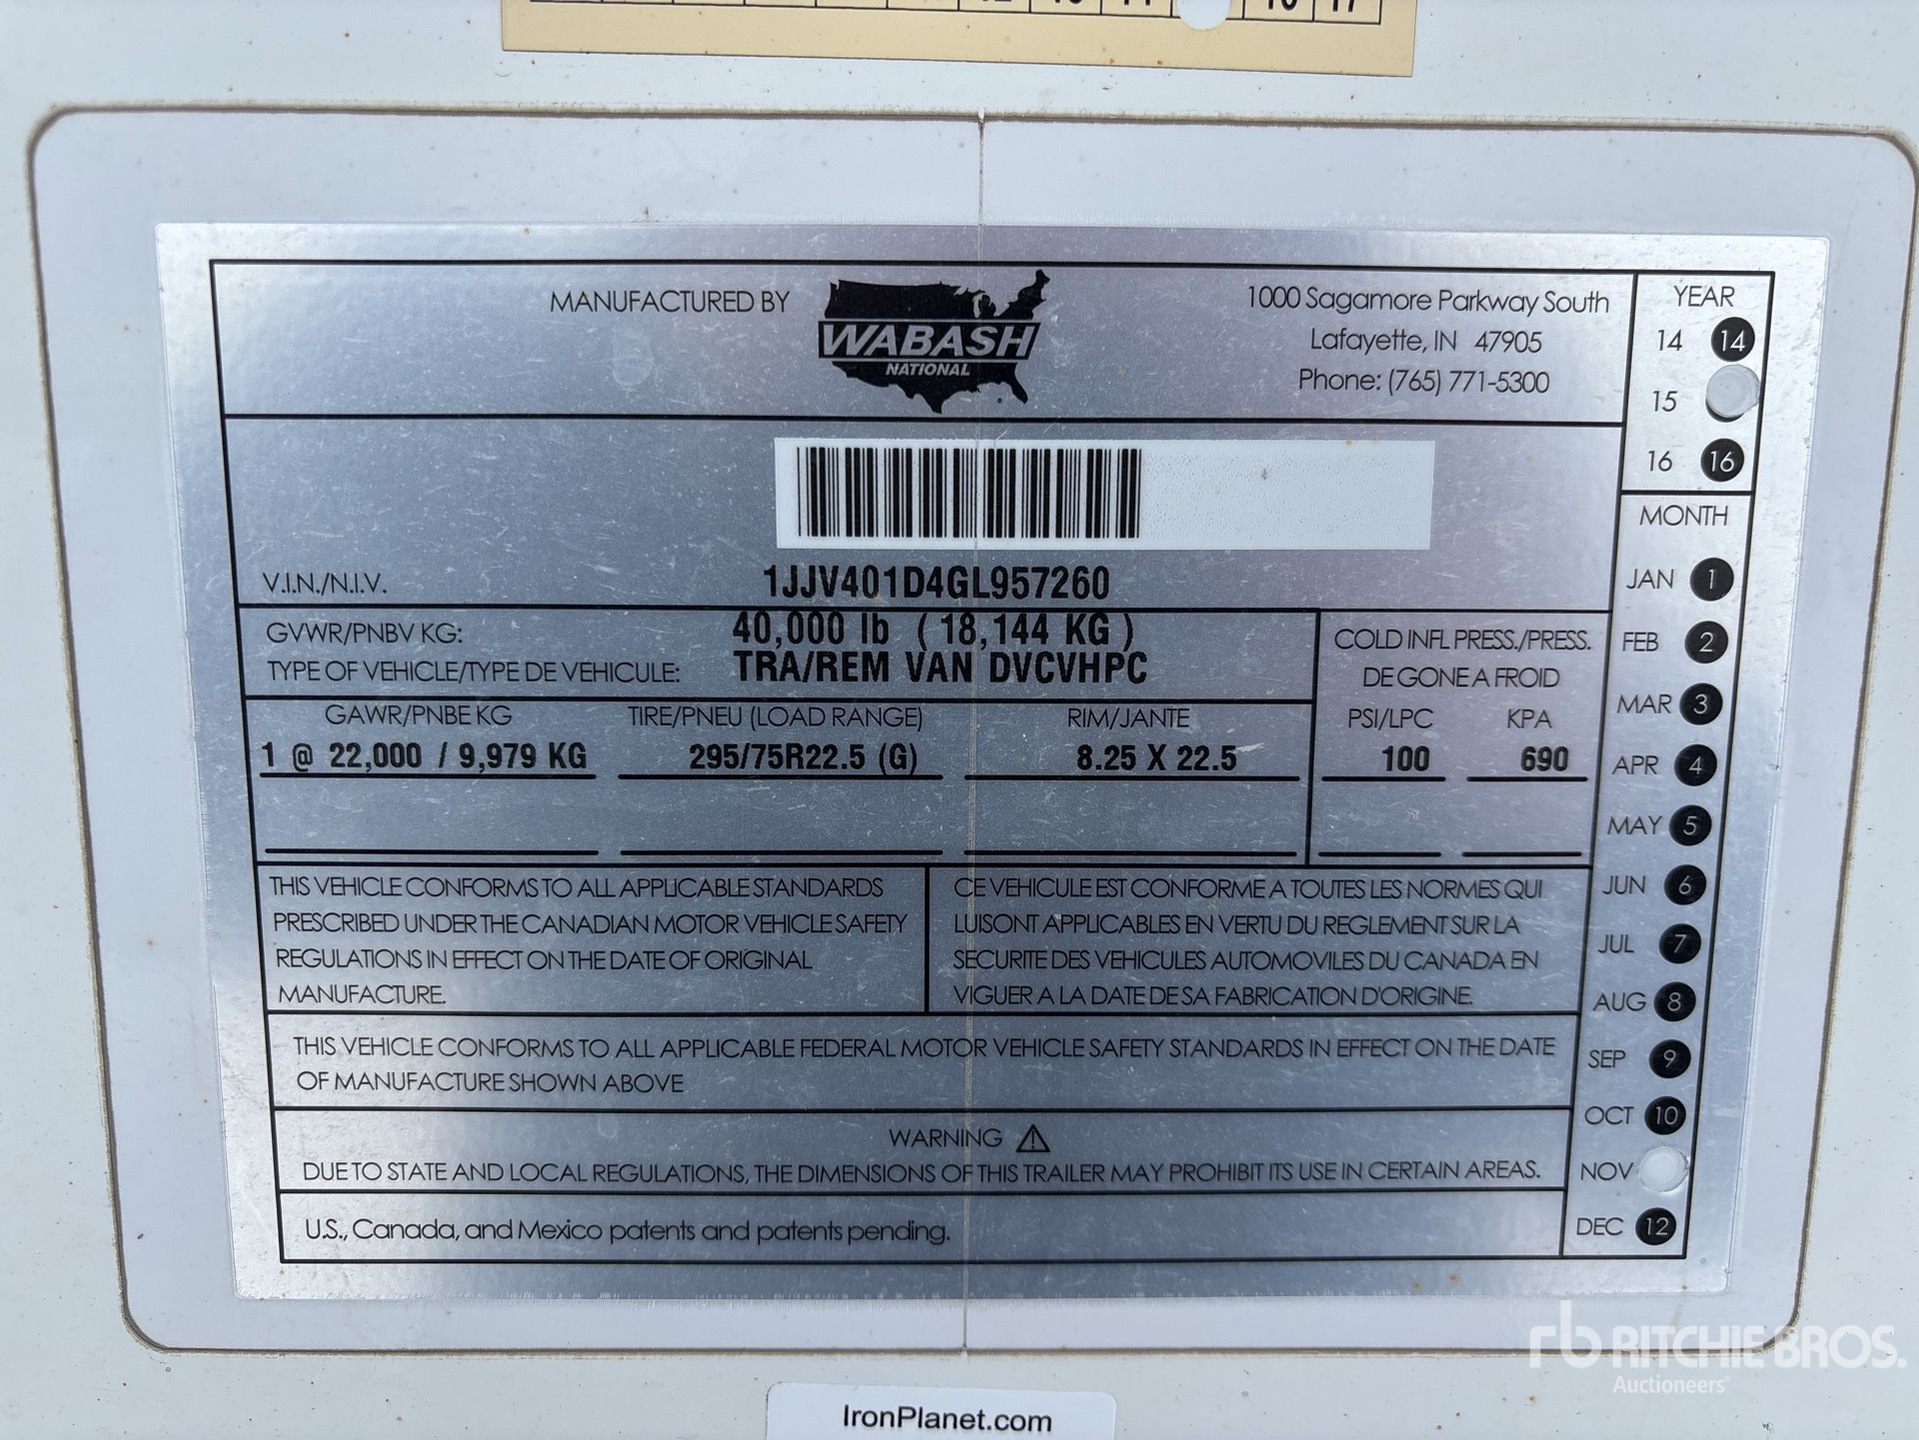 MANUFACTURED BY
WABASH
NATIONAL
1000 Sagamore Parkway South
Lafayette, IN 47905
Phone: (765) 771-5300
YEAR
14 14
15
16 16
V.I.N./N.I.V. 1JJV401D4GL957260
GVWR/PNBV KG: 40,000 lb ( 18,144 KG )
TYPE OF VEHICLE/TYPE DE VEHICULE: TRA/REM VAN DVCVHPC
COLD INFL PRESS./PRESS.
DE GONE A FROID
GAWR/PNBE KG TIRE/PNEU (LOAD RANGE) RIM/JANTE PSI/LPC KPA
1 @ 22,000 / 9,979 KG 295/75R22.5 (G) 8.25 X 22.5 100 690
THIS VEHICLE CONFORMS TO ALL APPLICABLE STANDARDS
PRESCRIBED UNDER THE CANADIAN MOTOR VEHICLE SAFETY
REGULATIONS IN EFFECT ON THE DATE OF ORIGINAL
MANUFACTURE.
CE VEHICULE EST CONFORME A TOUTES LES NORMES QUI
LUISONT APPLICABLES EN VERTU DU REGLEMENT SUR LA
SECURITE DES VEHICULES AUTOMOVILES DU CANADA EN
VIGUER A LA DATE DE SA FABRICATION D'ORIGINE.
THIS VEHICLE CONFORMS TO ALL APPLICABLE FEDERAL MOTOR VEHICLE SAFETY STANDARDS IN EFFECT ON THE DATE
OF MANUFACTURE SHOWN ABOVE
WARNING
DUE TO STATE AND LOCAL REGULATIONS, THE DIMENSIONS OF THIS TRAILER MAY PROHIBIT ITS USE IN CERTAIN AREAS.
U.S., Canada, and Mexico patents and patents pending.
MONTH
JAN 1
FEB 2
MAR 3
APR 4
MAY 5
JUN 6
JUL 7
AUG 8
SEP 9
OCT 10
NOV
DEC 12
rb RITCHIE BROS.
Auctioneers
IronPlanet.com